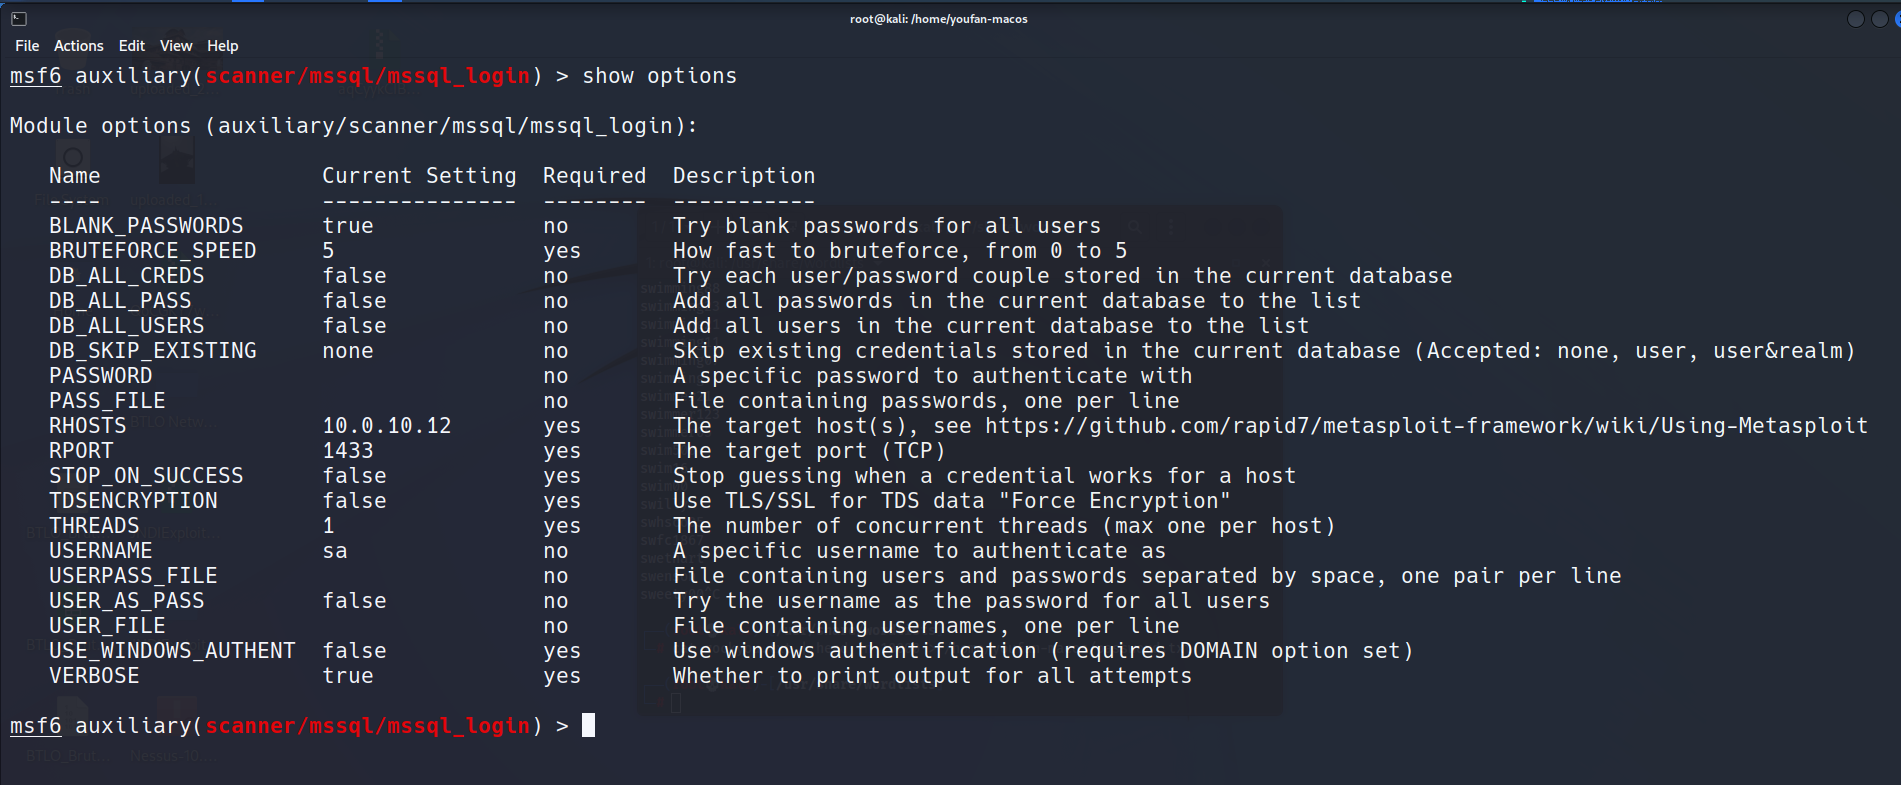 root@kali: /home/youfan-macos
File Actions Edit View Help
msf6 auxiliary(scanner/mssql/mssql_login) > show options
Module options (auxiliary/scanner/mssql/mssql_login):
Name Current Setting Required Description
---- --------------- -------- -----------
BLANK_PASSWORDS true no Try blank passwords for all users
BRUTEFORCE_SPEED 5 yes How fast to bruteforce, from 0 to 5
DB_ALL_CREDS false no Try each user/password couple stored in the current database
DB_ALL_PASS false no Add all passwords in the current database to the list
DB_ALL_USERS false no Add all users in the current database to the list
DB_SKIP_EXISTING none no Skip existing credentials stored in the current database (Accepted: none, user, user&realm)
PASSWORD no A specific password to authenticate with
PASS_FILE no File containing passwords, one per line
RHOSTS 10.0.10.12 yes The target host(s), see https://github.com/rapid7/metasploit-framework/wiki/Using-Metasploit
RPORT 1433 yes The target port (TCP)
STOP_ON_SUCCESS false yes Stop guessing when a credential works for a host
TDSENCRYPTION false yes Use TLS/SSL for TDS data "Force Encryption"
THREADS 1 yes The number of concurrent threads (max one per host)
USERNAME sa no A specific username to authenticate as
USERPASS_FILE no File containing users and passwords separated by space, one pair per line
USER_AS_PASS false no Try the username as the password for all users
USER_FILE no File containing usernames, one per line
USE_WINDOWS_AUTHENT false yes Use windows authentification (requires DOMAIN option set)
VERBOSE true yes Whether to print output for all attempts
msf6 auxiliary(scanner/mssql/mssql_login) >